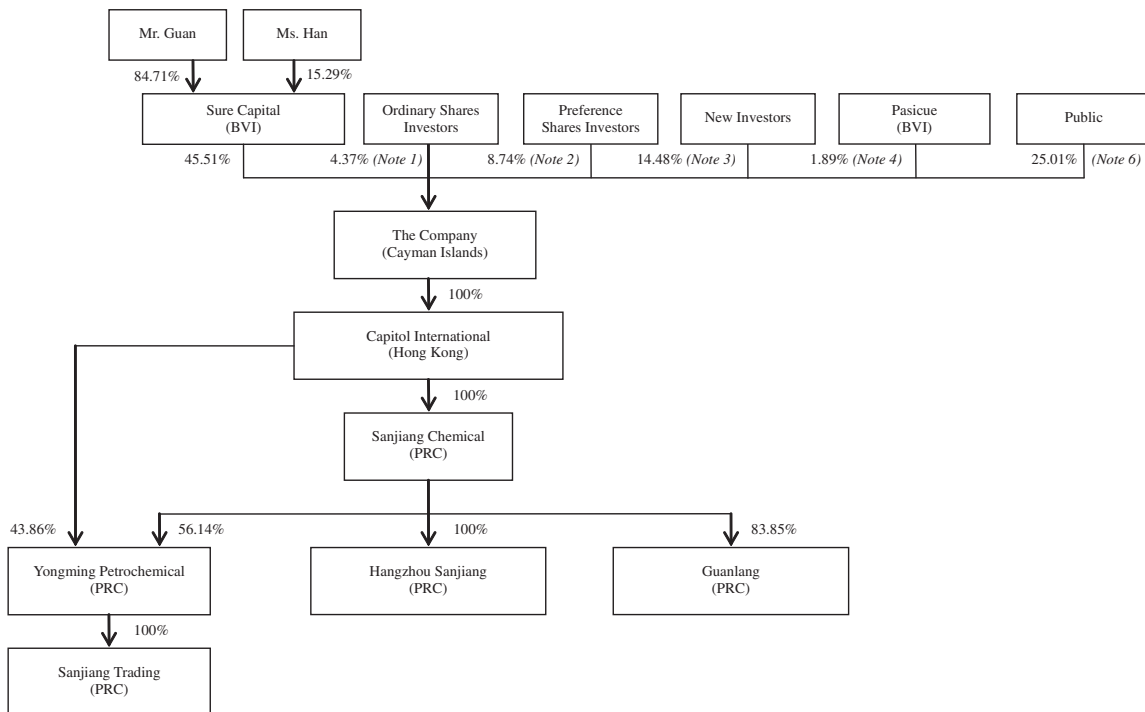 Mr. Guan
Ms. Han
84.71%
15.29%
Sure Capital
(BVI)
Ordinary Shares
Investors
Preference
Shares Investors
New Investors
Pasicue
(BVI)
Public
45.51%
4.37% (Note 1)
8.74% (Note 2)
14.48% (Note 3)
1.89% (Note 4)
25.01% (Note 6)
The Company
(Cayman Islands)
100%
Capitol International
(Hong Kong)
100%
Sanjiang Chemical
(PRC)
43.86%
56.14%
100%
83.85%
Yongming Petrochemical
(PRC)
Hangzhou Sanjiang
(PRC)
Guanlang
(PRC)
100%
Sanjiang Trading
(PRC)